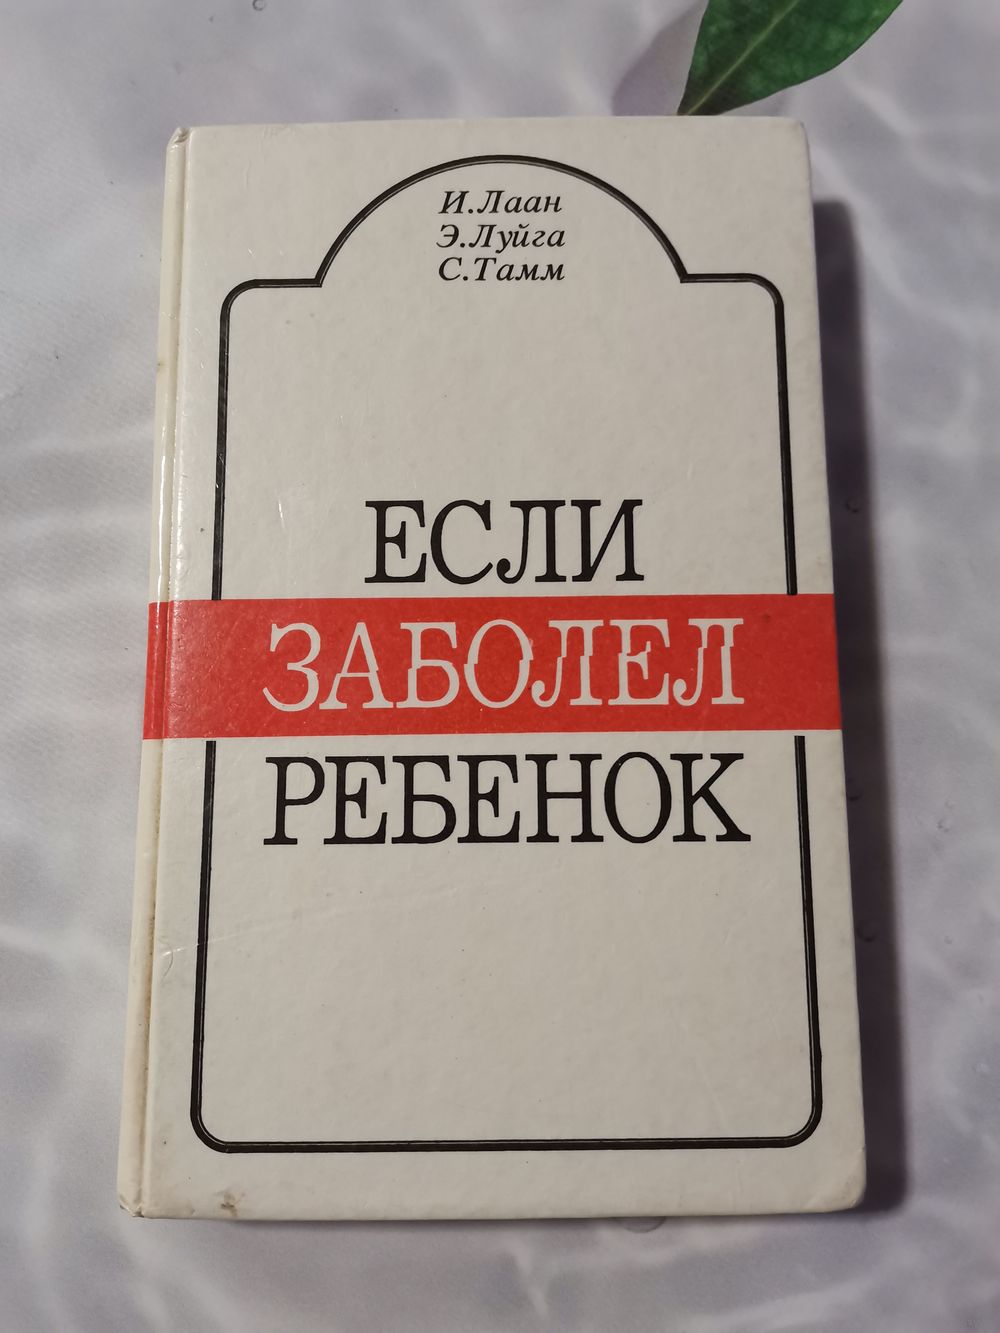 И.Лаан
Э.Луйга
С.Тамм
ЕСЛИ
ЗАБОЛЕЛ
РЕБЕНОК